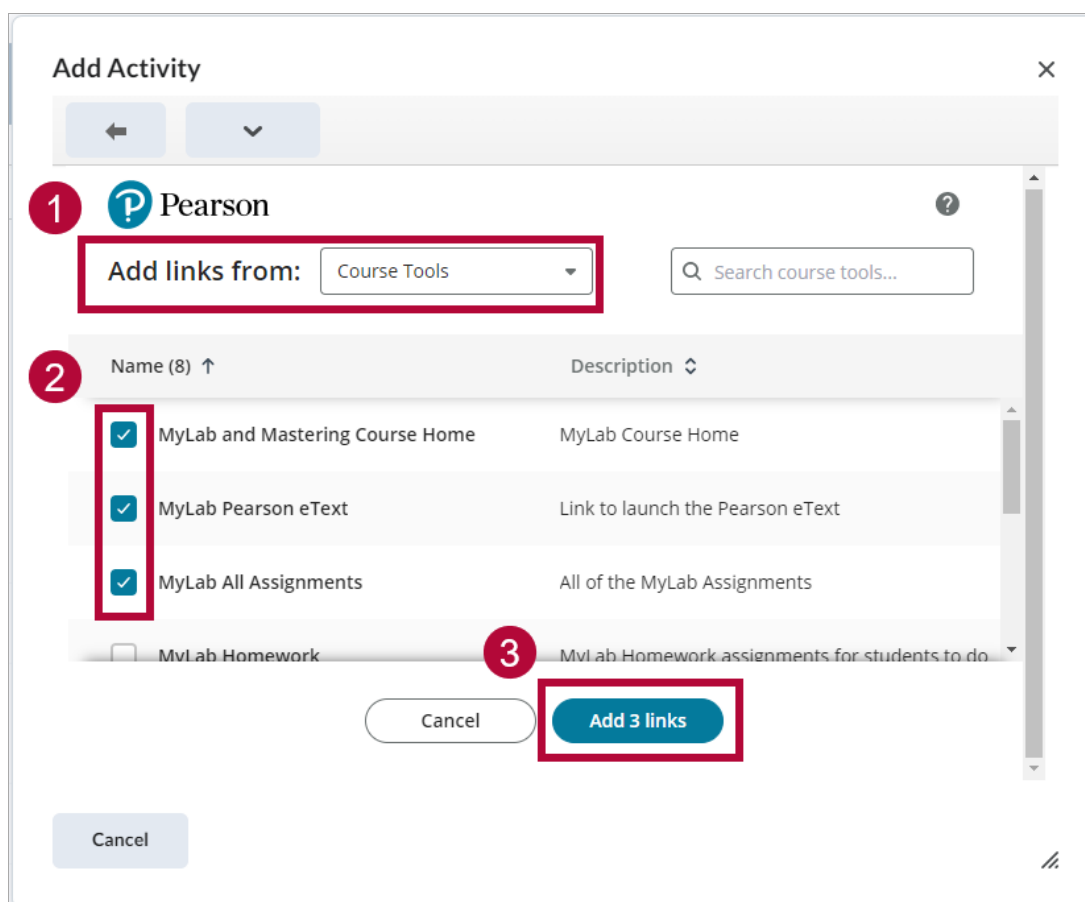 Add Activity
1
Pearson
Add links from: Course Tools Search course tools...
2
Name (8) Description
MyLab and Mastering Course Home MyLab Course Home
MyLab Pearson eText Link to launch the Pearson eText
MyLab All Assignments All of the MyLab Assignments
MyLab Homework MyLab Homework assignments for students to do
3
Cancel Add 3 links
Cancel